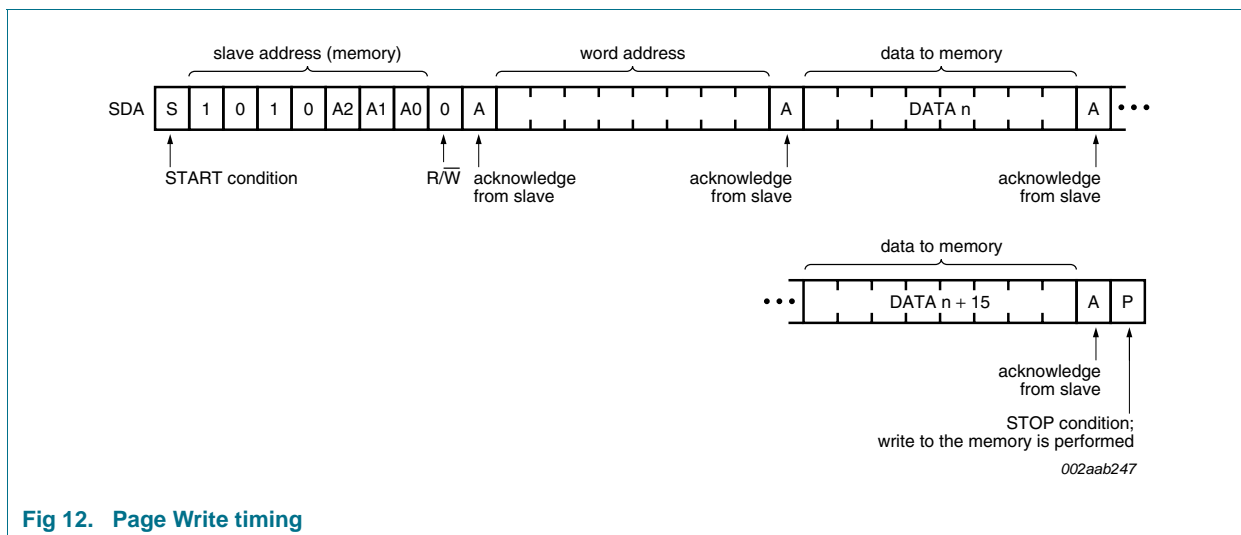 slave address (memory) word address data to memory
SDA S 1 0 1 0 A2 A1 A0 0 A A DATA n A •••
START condition R/W̅ acknowledge from slave acknowledge from slave acknowledge from slave
data to memory
••• DATA n + 15 A P
acknowledge
from slave
STOP condition;
write to the memory is performed
002aab247
Fig 12. Page Write timing